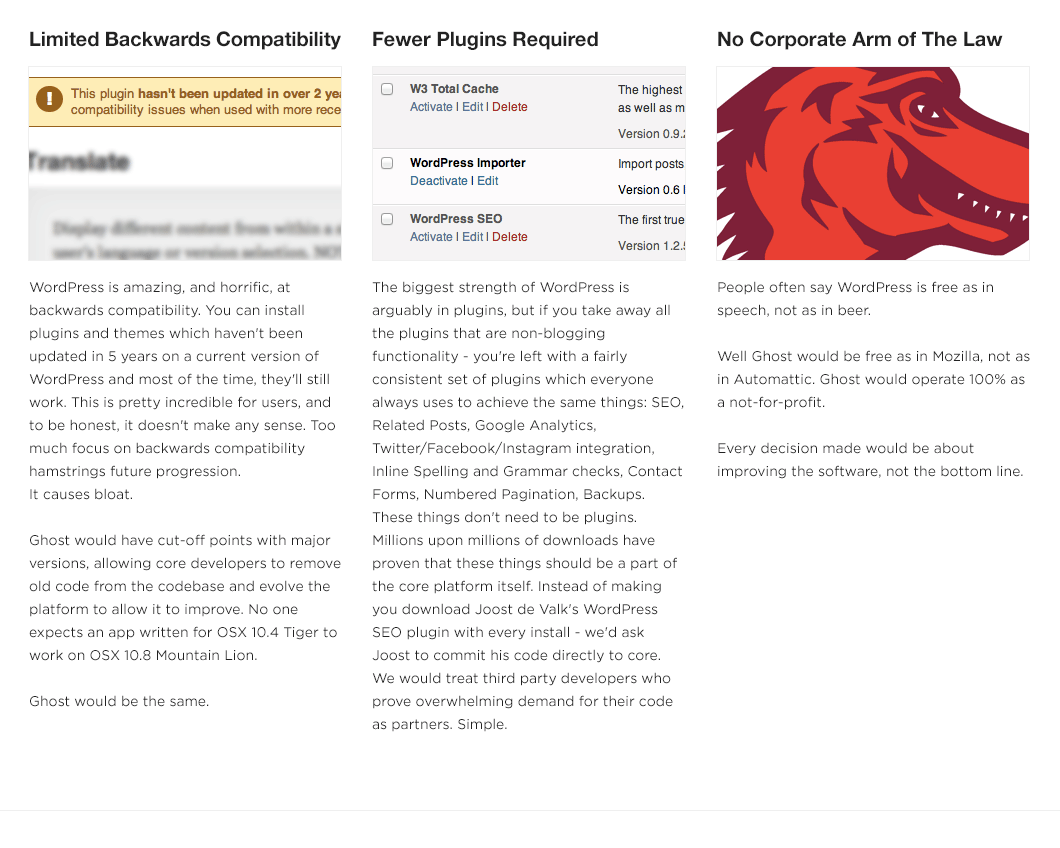 Limited Backwards Compatibility
This plugin hasn't been updated in over 2
compatibility issues when used with more
Translate
Display different content from within a
user's language or version selection.
WordPress is amazing, and horrific, at
backwards compatibility. You can install
plugins and themes which haven't been
updated in 5 years on a current version of
WordPress and most of the time, they'll still
work. This is pretty incredible for users, and
to be honest, it doesn't make any sense. Too
much focus on backwards compatibility
hamstrings future progression.
It causes bloat.
Ghost would have cut-off points with major
versions, allowing core developers to remove
old code from the codebase and evolve the
platform to allow it to improve. No one
expects an app written for OSX 10.4 Tiger to
work on OSX 10.8 Mountain Lion.
Ghost would be the same.
Fewer Plugins Required
W3 Total Cache
The highest
Activate | Edit | Delete
as well as m
Version 0.9.2
WordPress Importer
Import posts
Deactivate | Edit
Version 0.6 |
WordPress SEO
The first true
Activate | Edit | Delete
Version 1.2.5
The biggest strength of WordPress is
arguably in plugins, but if you take away all
the plugins that are non-blogging
functionality - you're left with a fairly
consistent set of plugins which everyone
always uses to achieve the same things: SEO,
Related Posts, Google Analytics,
Twitter/Facebook/Instagram integration,
Inline Spelling and Grammar checks, Contact
Forms, Numbered Pagination, Backups.
These things don't need to be plugins.
Millions upon millions of downloads have
proven that these things should be a part of
the core platform itself. Instead of making
you download Joost de Valk's WordPress
SEO plugin with every install - we'd ask
Joost to commit his code directly to core.
We would treat third party developers who
prove overwhelming demand for their code
as partners. Simple.
No Corporate Arm of The Law
People often say WordPress is free as in
speech, not as in beer.
Well Ghost would be free as in Mozilla, not as
in Automattic. Ghost would operate 100% as
a not-for-profit.
Every decision made would be about
improving the software, not the bottom line.